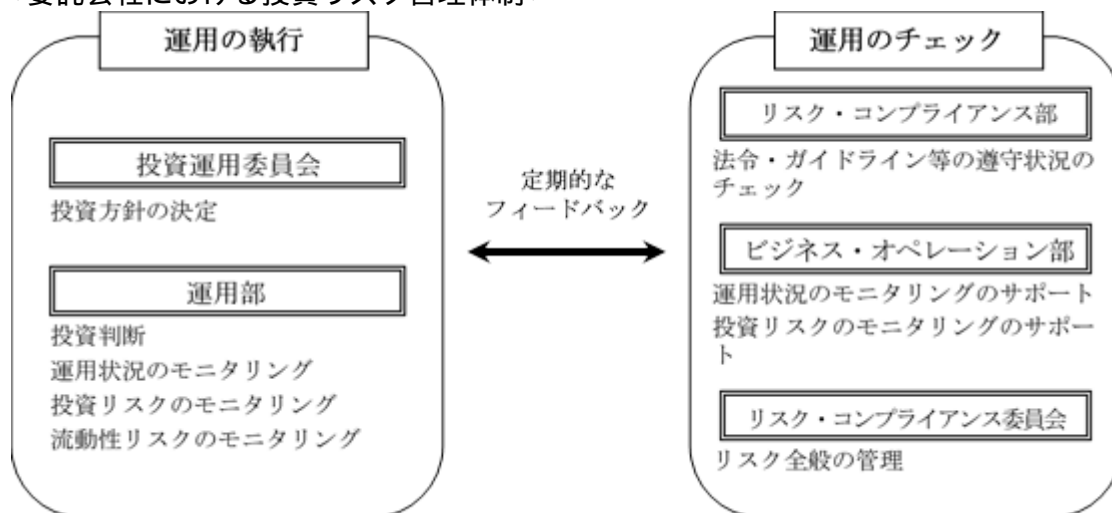 委託会社における投資リスク管理体制
運用の執行
投資運用委員会
投資方針の決定
運用部
投資判断
運用状況のモニタリング
投資リスクのモニタリング
流動性リスクのモニタリング
定期的な
フィードバック
運用のチェック
リスク・コンプライアンス部
法令・ガイドライン等の遵守状況の
チェック
ビジネス・オペレーション部
運用状況のモニタリングのサポート
投資リスクのモニタリングのサポー
ト
リスク・コンプライアンス委員会
リスク全般の管理